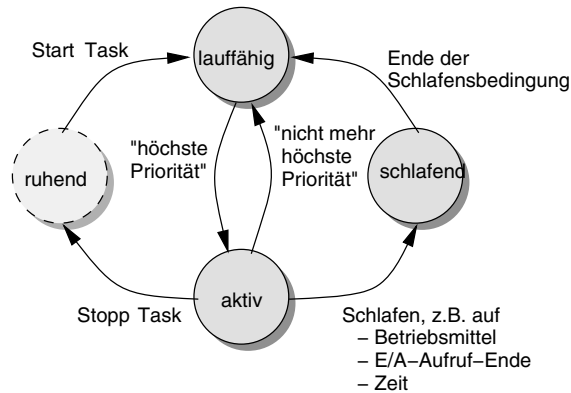 Start Task
lauffähig
Ende der
Schlafensbedingung
"höchste
Priorität"
"nicht mehr
höchste
Priorität"
ruhend
schlafend
Stopp Task
aktiv
Schlafen, z.B. auf
– Betriebsmittel
– E/A–Aufruf–Ende
– Zeit